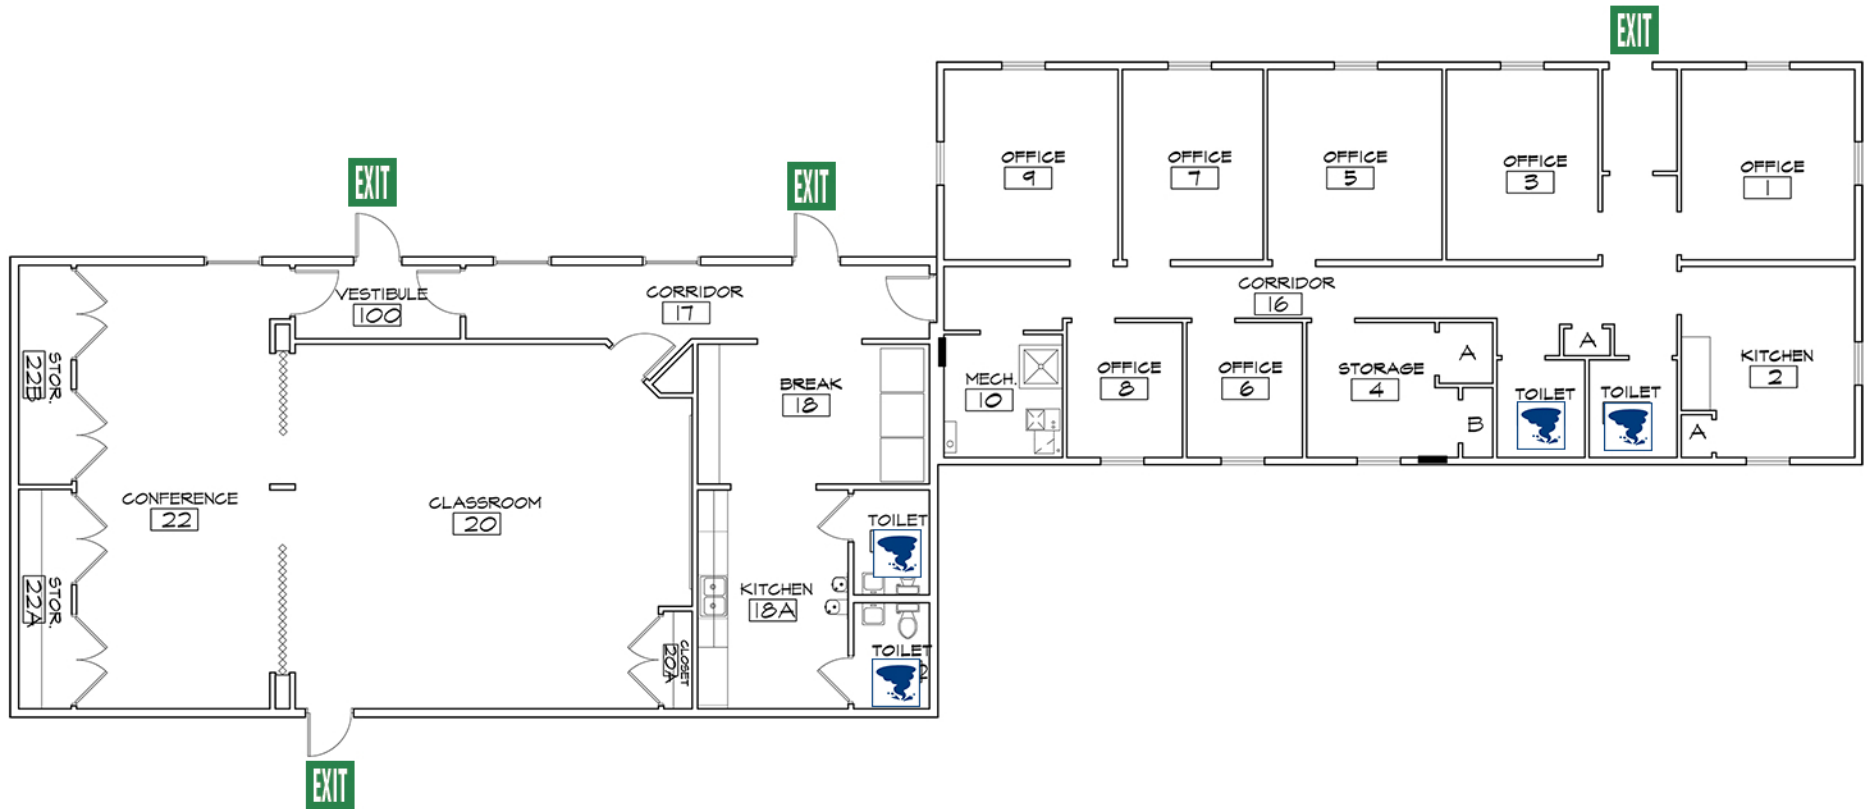 EXIT
EXIT
EXIT
OFFICE
9
OFFICE
7
OFFICE
5
OFFICE
3
OFFICE
1
VESTIBULE
100
CORRIDOR
17
CORRIDOR
16
STOR.
22B
BREAK
18
MECH.
10
OFFICE
8
OFFICE
6
STORAGE
4
A
B
A
TOILET
TOILET
KITCHEN
2
A
CONFERENCE
22
CLASSROOM
20
TOILET
STOR.
22A
KITCHEN
18A
CLOSET
20A
TOILET
EXIT